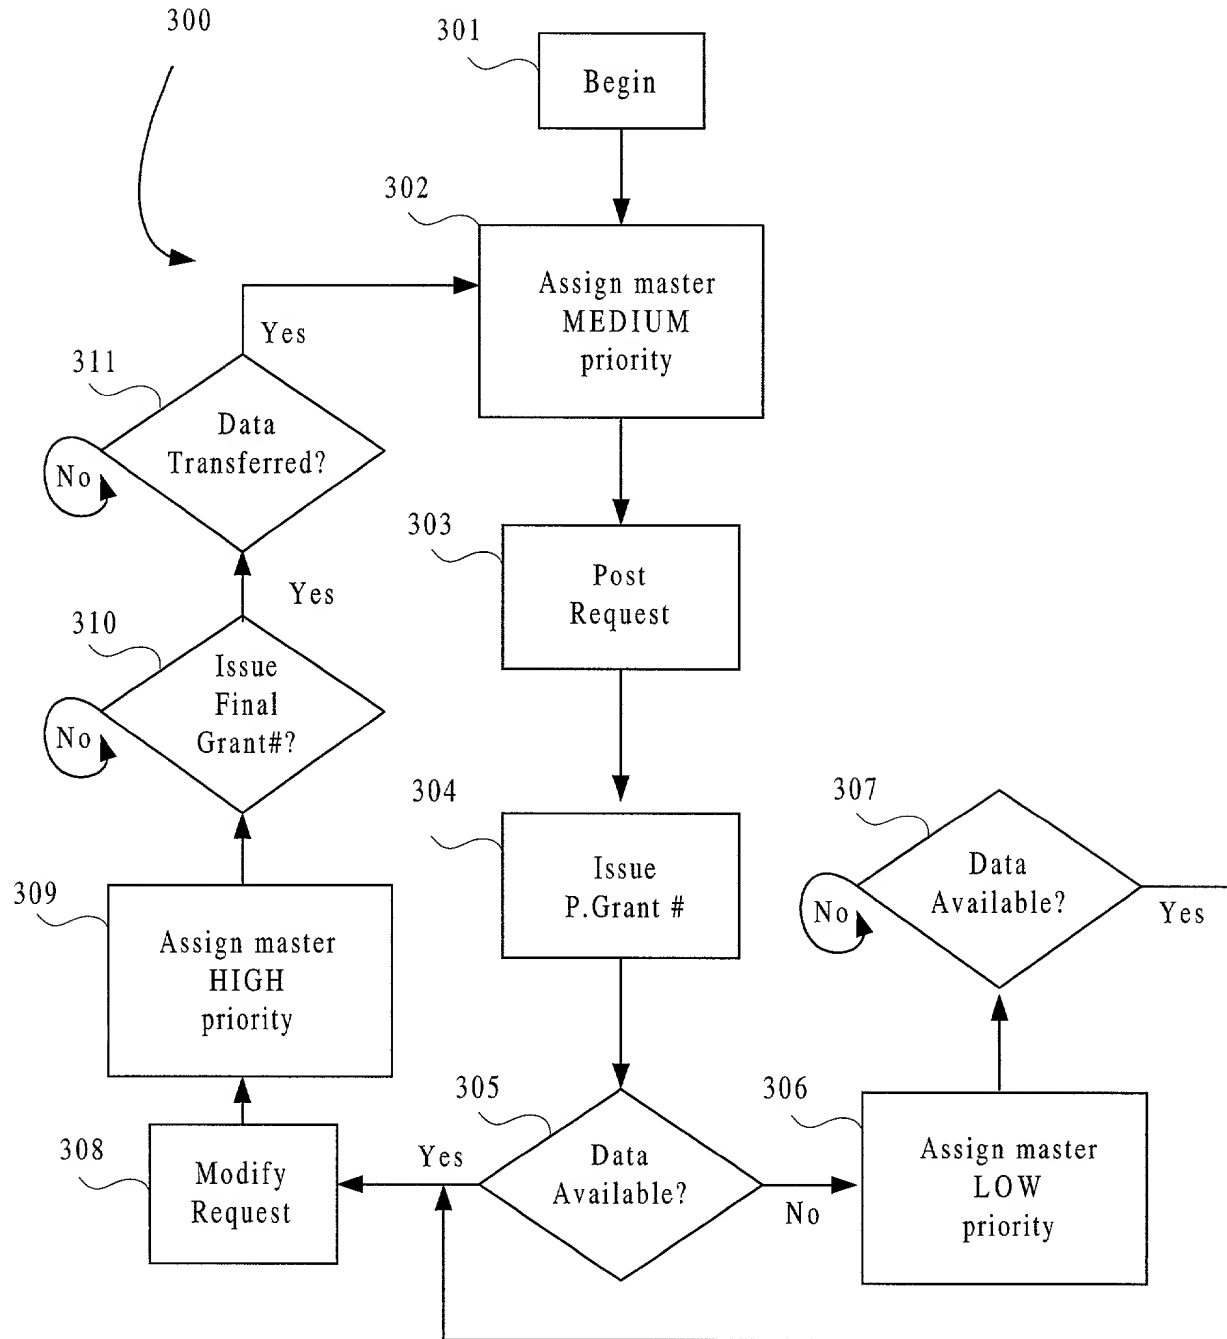 300
301
Begin
302
Assign master
MEDIUM
priority
Yes
311
Data
Transferred?
No
303
Post
Request
Yes
310
Issue
Final
Grant#?
No
304
Issue
P.Grant #
307
Data
Available?
No
Yes
309
Assign master
HIGH
priority
305
Data
Available?
Yes
No
306
Assign master
LOW
priority
308
Modify
Request